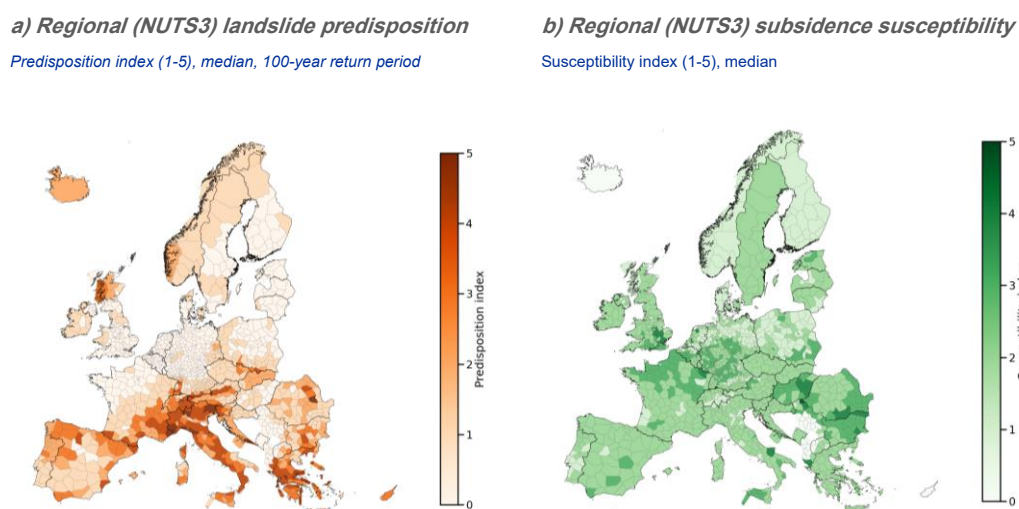 a) Regional (NUTS3) landslide predisposition
Predisposition index (1-5), median, 100-year return period
5
4
3
2
1
0
Predisposition index
b) Regional (NUTS3) subsidence susceptibility
Susceptibility index (1-5), median
5
4
3
2
1
0